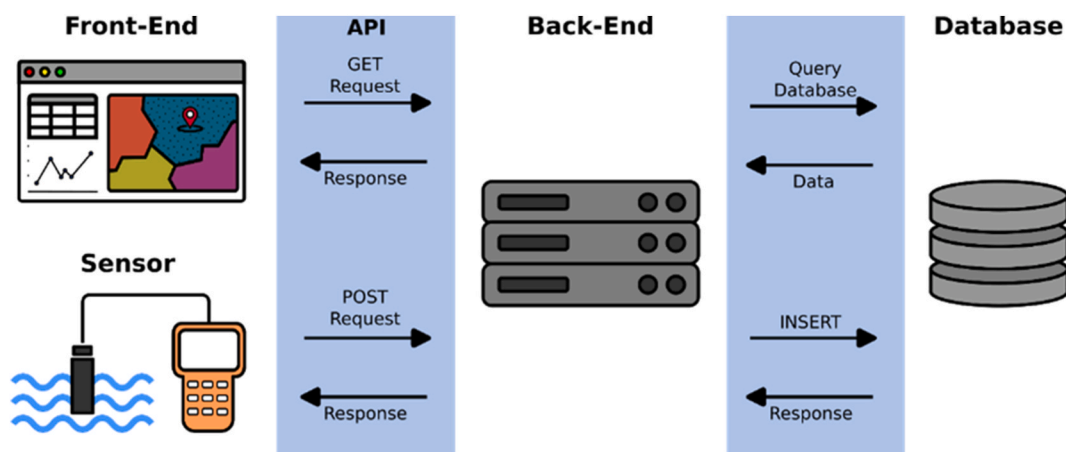 Front-End
API
Back-End
Database
GET
Request
Query
Database
Response
Data
Sensor
POST
Request
INSERT
Response
Response